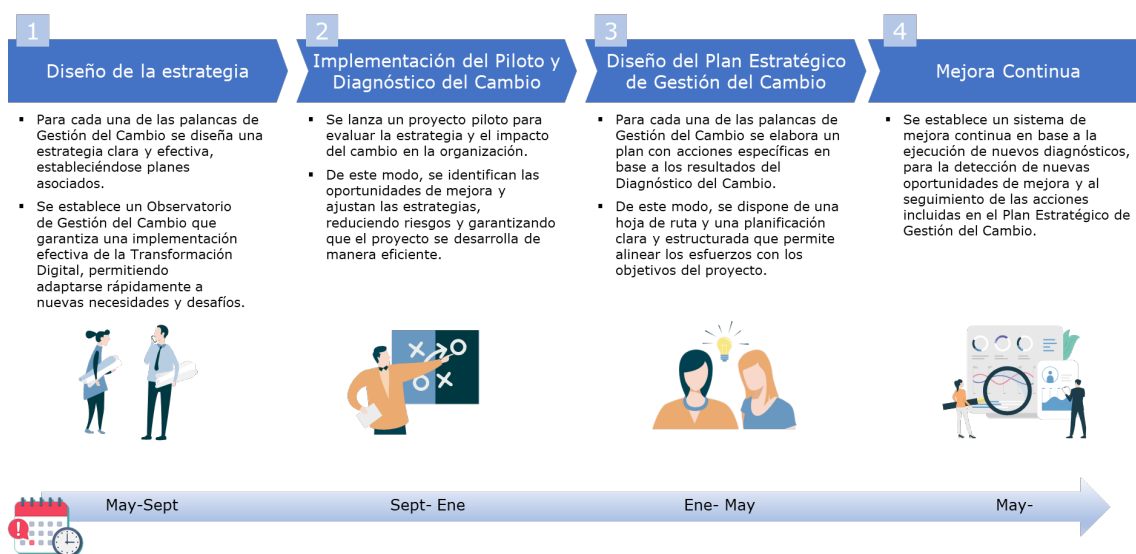 1
Diseño de la estrategia
▪ Para cada una de las palancas de
Gestión del Cambio se diseña una
estrategia clara y efectiva,
estableciéndose planes
asociados.
▪ Se establece un Observatorio
de Gestión del Cambio que
garantiza una implementación
efectiva de la Transformación
Digital, permitiendo
adaptarse rápidamente a
nuevas necesidades y desafíos.
2
Implementación del Piloto y
Diagnóstico del Cambio
▪ Se lanza un proyecto piloto para
evaluar la estrategia y el impacto
del cambio en la organización.
▪ De este modo, se identifican las
oportunidades de mejora y
ajustan las estrategias,
reduciendo riesgos y garantizando
que el proyecto se desarrolla de
manera eficiente.
3
Diseño del Plan Estratégico
de Gestión del Cambio
▪ Para cada una de las palancas de
Gestión del Cambio se elabora un
plan con acciones específicas en
base a los resultados del
Diagnóstico del Cambio.
▪ De este modo, se dispone de una
hoja de ruta y una planificación
clara y estructurada que permite
alinear los esfuerzos con los
objetivos del proyecto.
4
Mejora Continua
▪ Se establece un sistema de
mejora continua en base a la
ejecución de nuevos diagnósticos,
para la detección de nuevas
oportunidades de mejora y al
seguimiento de las acciones
incluidas en el Plan Estratégico de
Gestión del Cambio.
May-Sept
Sept- Ene
Ene- May
May-